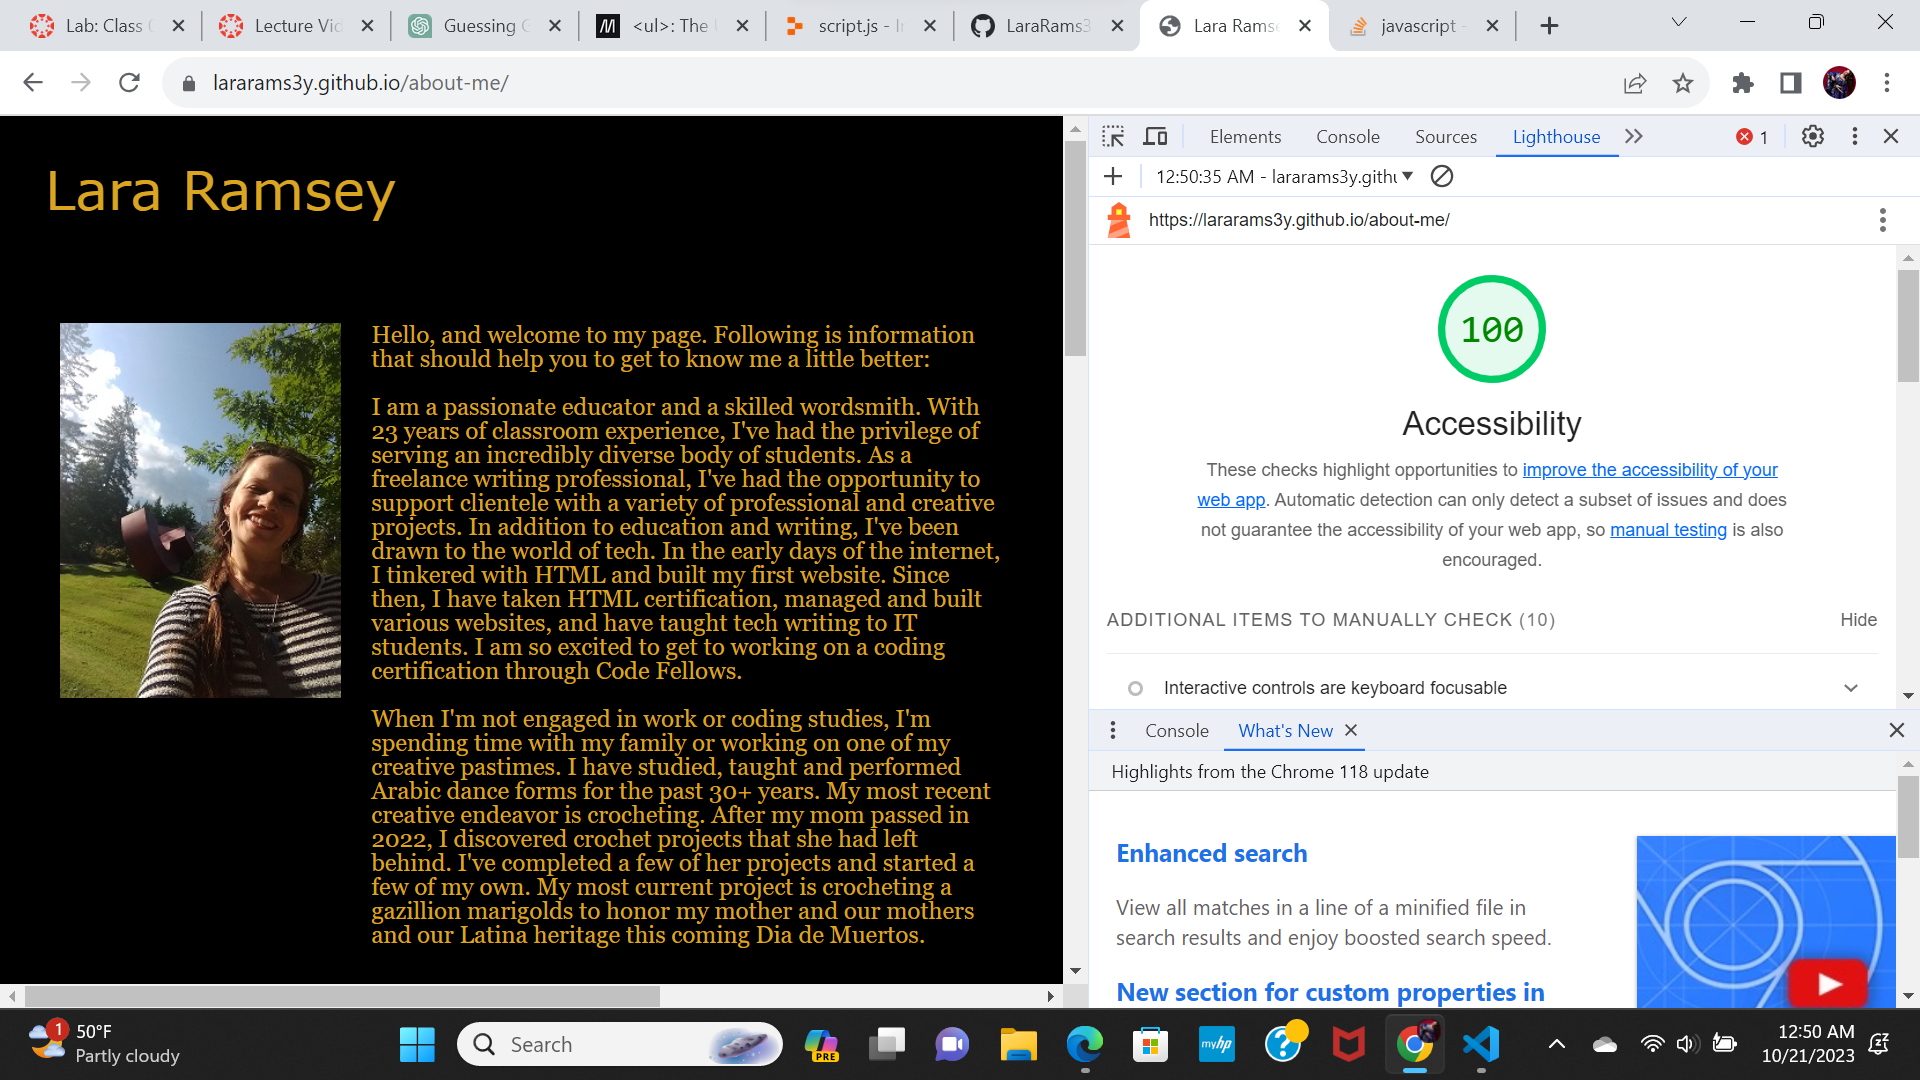 Lab: Class
Lecture Vid
Guessing G
<ul>: The U
script.js - In
LaraRams3
Lara Ramse
javascript -
lararams3y.github.io/about-me/
Lara Ramsey
Hello, and welcome to my page. Following is information
that should help you to get to know me a little better:
I am a passionate educator and a skilled wordsmith. With
23 years of classroom experience, I've had the privilege of
serving an incredibly diverse body of students. As a
freelance writing professional, I've had the opportunity to
support clientele with a variety of professional and creative
projects. In addition to education and writing, I've been
drawn to the world of tech. In the early days of the internet,
I tinkered with HTML and built my first website. Since
then, I have taken HTML certification, managed and built
various websites, and have taught tech writing to IT
students. I am so excited to get to working on a coding
certification through Code Fellows.
When I'm not engaged in work or coding studies, I'm
spending time with my family or working on one of my
creative pastimes. I have studied, taught and performed
Arabic dance forms for the past 30+ years. My most recent
creative endeavor is crocheting. After my mom passed in
2022, I discovered crochet projects that she had left
behind. I've completed a few of her projects and started a
few of my own. My most current project is crocheting a
gazillion marigolds to honor my mother and our mothers
and our Latina heritage this coming Dia de Muertos.
Elements
Console
Sources
Lighthouse
1
12:50:35 AM - lararams3y.githu
https://lararams3y.github.io/about-me/
100
Accessibility
These checks highlight opportunities to improve the accessibility of your
web app. Automatic detection can only detect a subset of issues and does
not guarantee the accessibility of your web app, so manual testing is also
encouraged.
ADDITIONAL ITEMS TO MANUALLY CHECK (10)
Hide
Interactive controls are keyboard focusable
Console
What's New
Highlights from the Chrome 118 update
Enhanced search
View all matches in a line of a minified file in
search results and enjoy boosted search speed.
New section for custom properties in
1
50°F
Partly cloudy
Search
PRE
myhp
12:50 AM
10/21/2023